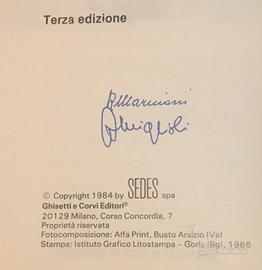 Terza edizione
© Copyright 1984 by SEDES spa
Ghisetti e Corvi Editori®
20129 Milano, Corso Concordia, 7
Proprietà riservata
Fotocomposizione: Alfa Print, Busto Arsizio (Va)
Stampa: Istituto Grafico Litostampa - Gorle (Bg), 1986